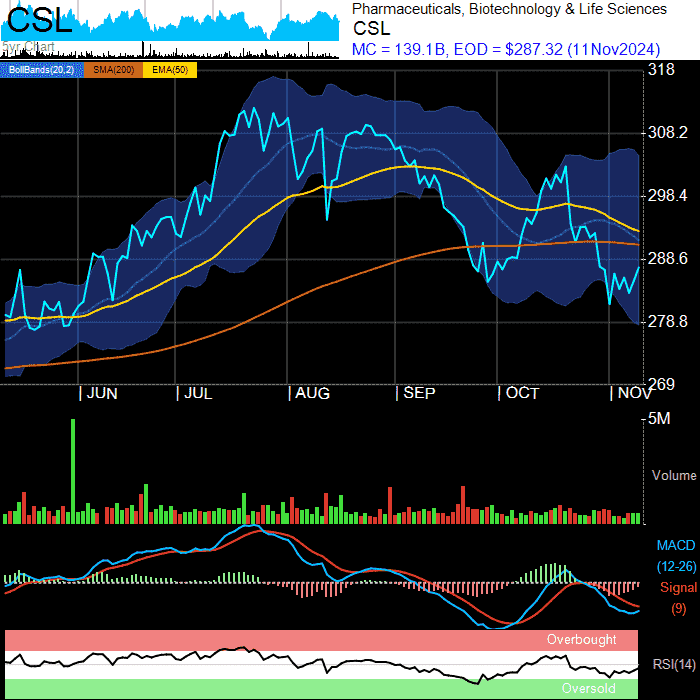 CSL
5yr Chart
Pharmaceuticals, Biotechnology & Life Sciences
CSL
MC = 139.1B, EOD = $287.32 (11Nov2024)
BollBands(20,2) SMA(200) EMA(50)
318
308.2
298.4
288.6
278.8
269
JUN JUL AUG SEP OCT NOV
5M
Volume
MACD
(12-26)
Signal
(9)
Overbought
RSI(14)
Oversold